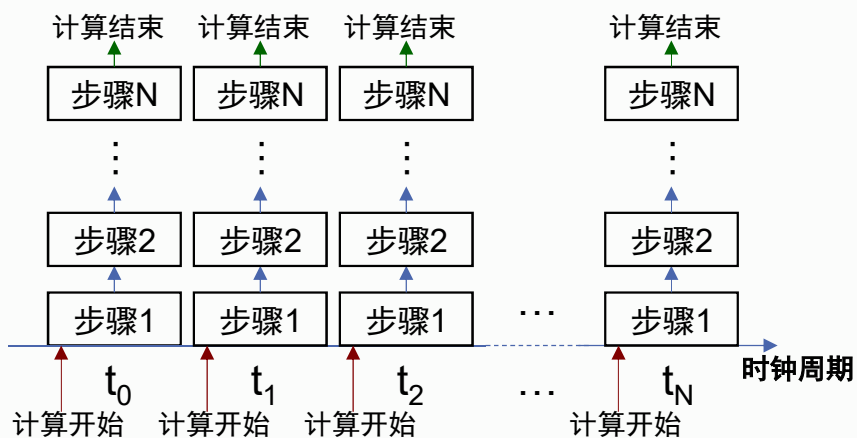 计算结束 计算结束 计算结束 计算结束
步骤N 步骤N 步骤N 步骤N
⋮ ⋮ ⋮ ⋮
步骤2 步骤2 步骤2 步骤2
步骤1 步骤1 步骤1 … 步骤1
t₀ t₁ t₂ … t_N 时钟周期
计算开始 计算开始 计算开始 计算开始